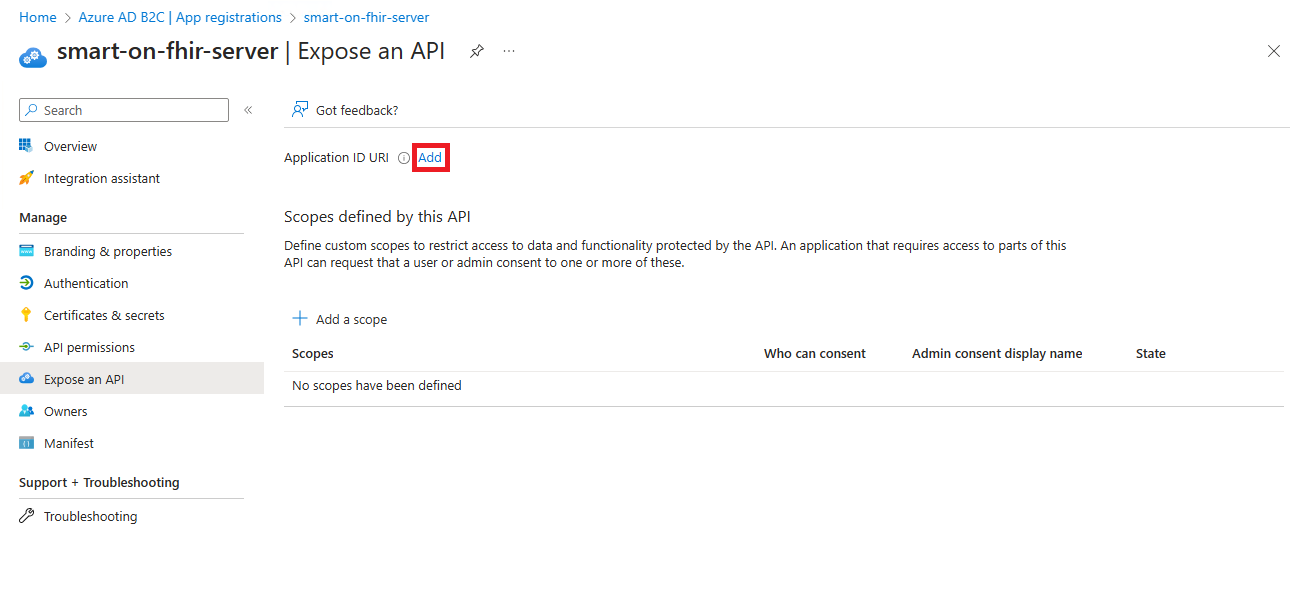 Home > Azure AD B2C | App registrations > smart-on-fhir-server
smart-on-fhir-server | Expose an API
Search
Got feedback?
Overview
Integration assistant
Manage
Branding & properties
Authentication
Certificates & secrets
API permissions
Expose an API
Owners
Manifest
Support + Troubleshooting
Troubleshooting
Application ID URI Add
Scopes defined by this API
Define custom scopes to restrict access to data and functionality protected by the API. An application that requires access to parts of this
API can request that a user or admin consent to one or more of these.
Add a scope
Scopes Who can consent Admin consent display name State
No scopes have been defined